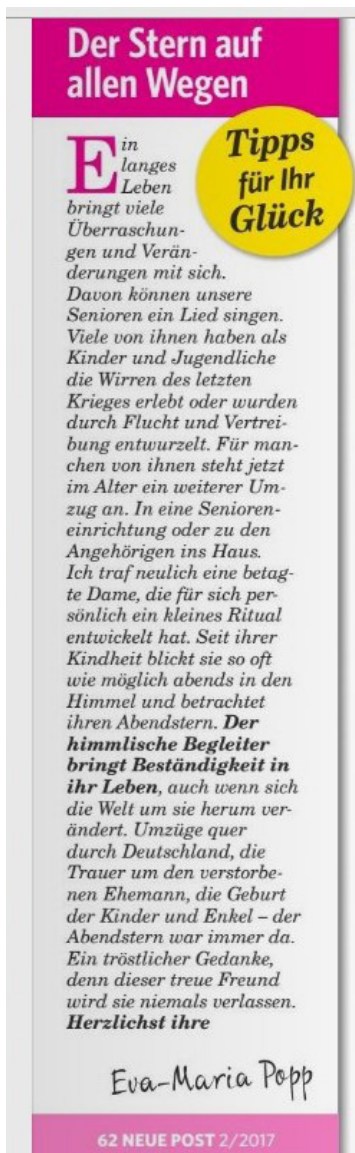 Der Stern auf
allen Wegen
Tipps
für Ihr
Glück
Ein
langes
Leben
bringt viele
Überraschun-
gen und Verän-
derungen mit sich.
Davon können unsere
Senioren ein Lied singen.
Viele von ihnen haben als
Kinder und Jugendliche
die Wirren des letzten
Krieges erlebt oder wurden
durch Flucht und Vertrei-
bung entwurzelt. Für man-
chen von ihnen steht jetzt
im Alter ein weiterer Um-
zug an. In eine Senioren-
einrichtung oder zu den
Angehörigen ins Haus.
Ich traf neulich eine betag-
te Dame, die für sich per-
sönlich ein kleines Ritual
entwickelt hat. Seit ihrer
Kindheit blickt sie so oft
wie möglich abends in den
Himmel und betrachtet
ihren Abendstern. Der
himmlische Begleiter
bringt Beständigkeit in
ihr Leben, auch wenn sich
die Welt um sie herum ver-
ändert. Umzüge quer
durch Deutschland, die
Trauer um den verstorbe-
nen Ehemann, die Geburt
der Kinder und Enkel – der
Abendstern war immer da.
Ein tröstlicher Gedanke,
denn dieser treue Freund
wird sie niemals verlassen.
Herzlichst ihre
Eva-Maria Popp
62 NEUE POST 2/2017